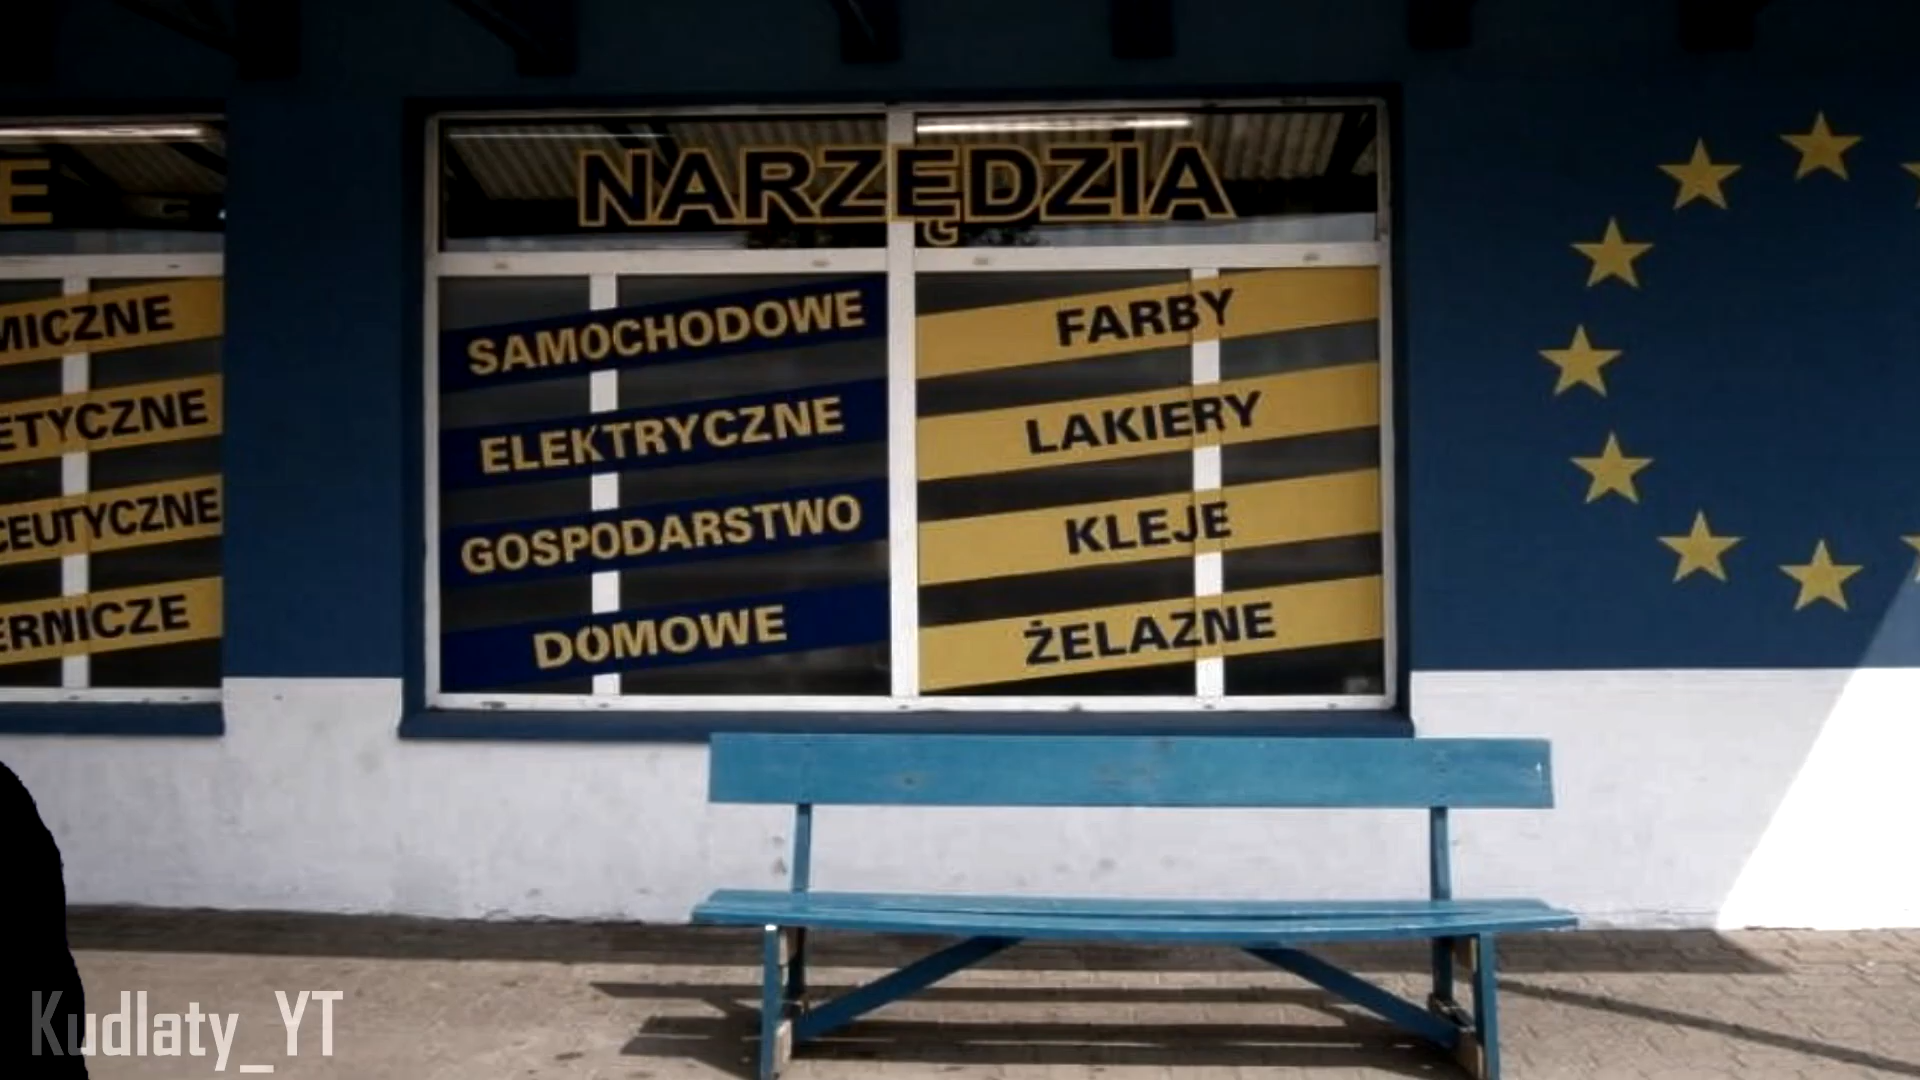 E
MICZNE
ETYCZNE
CEUTYCZNE
ERNICZE
NARZĘDZIA
SAMOCHODOWE
ELEKTRYCZNE
GOSPODARSTWO
DOMOWE
FARBY
LAKIERY
KLEJE
ŻELAZNE
Kudlaty_YT